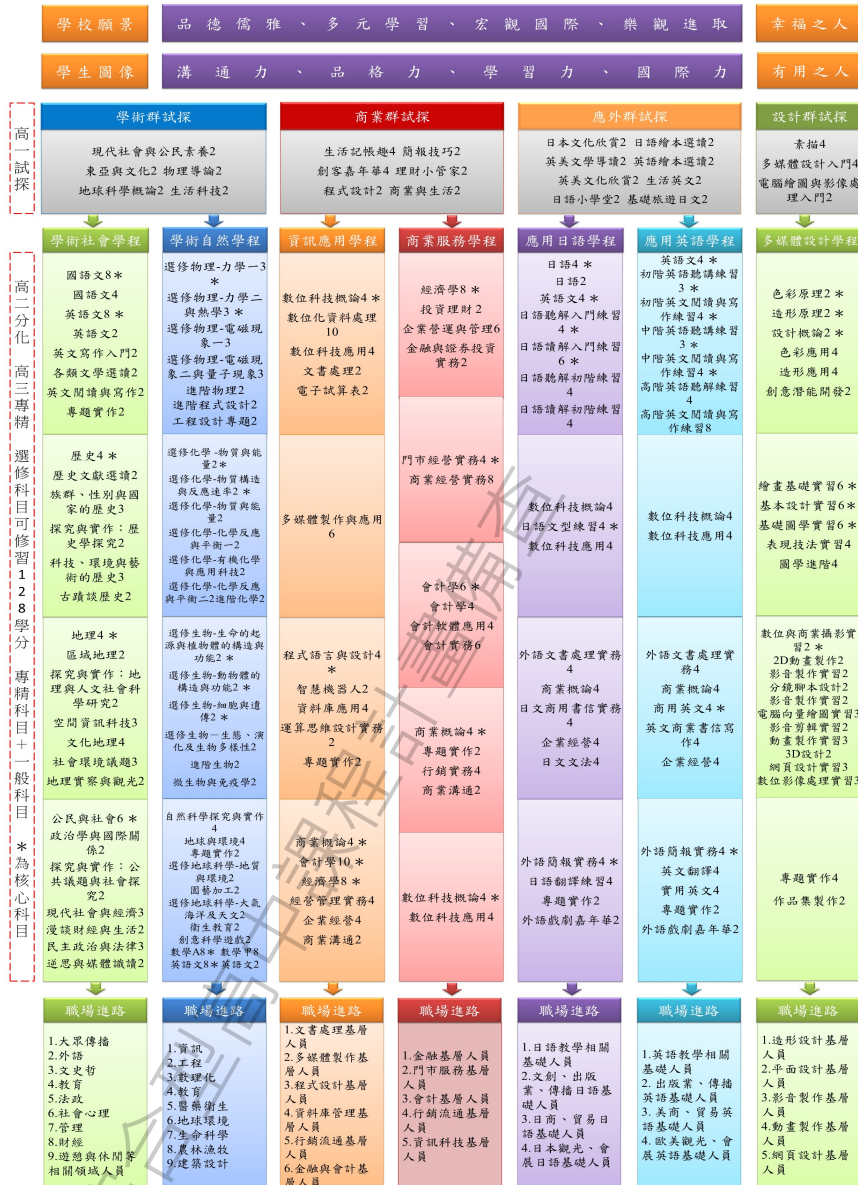 學校願景
品德儒雅、多元學習、宏觀國際、樂觀進取
幸福之人
學生圖像
溝通力、品格力、學習力、國際力
有用之人
高一試探
學術群試探
現代社會與公民素養2
東亞與文化2 物理導論2
地球科學概論2 生活科技2
商業群試探
生活記帳趣4 簡報技巧2
創客嘉年華4 理財小管家2
程式設計2 商業與生活2
應外群試探
日本文化欣賞2 日語繪本選讀2
英美文學導讀2 英語繪本選讀2
英美文化欣賞2 生活英文2
日語小學堂2 基礎旅遊日文2
設計群試探
素描4
多媒體設計入門4
電腦繪圖與影像處
理入門2
高二分化 高三專精 選修科目可修習128學分 專精科目+一般科目 *為核心科目
學術社會學程
國語文8*
國語文4
英語文8*
英語文2
英文寫作入門2
各類文學選讀2
英文閱讀與寫作2
專題實作2
歷史4*
歷史文獻選讀2
族群、性別與國
家的歷史3
探究與實作：歷
史學探究2
科技、環境與藝
術的歷史3
古蹟談歷史2
地理4*
區域地理2
探究與實作：地
理與人文社會科
學研究2
空間資訊科技3
文化地理4
社會環境議題3
地理實察與觀光2
公民與社會6*
政治學與國際關
係2
探究與實作：公
共議題與社會探
究2
現代社會與經濟3
漫談財經與生活2
民主政治與法律3
逆思與媒體識讀2
職場進路
1.大眾傳播
2.外語
3.文史哲
4.教育
5.法政
6.社會心理
7.管理
8.財經
9.遊憩與休閒等
相關領域人員
學術自然學程
選修物理-力學一3
*
選修物理-力學二
與熱學3*
選修物理-電磁現
象一3
選修物理-電磁現
象二與量子現象3
進階物理2
進階程式設計2
工程設計專題2
選修化學-物質與能
量2*
選修化學-物質構造
與反應速率2*
選修化學-物質與能
量2
選修化學-化學反應
與平衡一2
選修化學-有機化學
與應用科技2
選修化學-化學反應
與平衡二2進階化學2
選修生物-生命的起
源與植物體的構造與
功能2*
選修生物-動物體的
構造與功能2*
選修生物-細胞與遺
傳2*
選修生物－生態、演
化及生物多樣性2
進階生物2
微生物與免疫學2
自然科學探究與實作
4
地球與環境4
專題實作2
選修地球科學-地質
與環境2
園藝加工2
選修地球科學-大氣
海洋及天文2
衛生教育2
創意科學遊戲2
數學A8* 數學甲8
英語文8*英語文2
職場進路
1.資訊
2.工程
3.數理化
4.教育
5.醫藥衛生
6.地球環境
7.生命科學
8.農林漁牧
9.建築設計
資訊應用學程
數位科技概論4*
數位化資料處理
10
數位科技應用4
文書處理2
電子試算表2
多媒體製作與應用
6
程式語言與設計4*
智慧機器人2
資料庫應用4
運算思維設計實務
2
專題實作2
商業概論4*
會計學10*
經濟學8*
經營管理實務4
企業經營4
商業溝通2
職場進路
1.文書處理基層
人員
2.多媒體製作基
層人員
3.程式設計基層
人員
4.資料庫管理基
層人員
5.行銷流通基層
人員
6.金融與會計基
層人員
商業服務學程
經濟學8*
投資理財2
企業營運與管理6
金融與證券投資
實務2
門市經營實務4*
商業經營實務8
會計學6*
會計學4
會計軟體應用4
會計實務6
商業概論4*
專題實作2
行銷實務4
商業溝通2
數位科技概論4*
數位科技應用4
職場進路
1.金融基層人員
2.門市服務基層
人員
3.會計基層人員
4.行銷流通基層
人員
5.資訊科技基層
人員
應用日語學程
日語4*
日語2
英語文4*
日語聽解入門練習
4*
日語讀解入門練習
6*
日語聽解初階練習
4
日語讀解初階練習
4
數位科技概論4
日語文型練習4*
數位科技應用4
外語文書處理實務
4
商業概論4
日文商用書信實務
4
企業經營4
日文文法4
外語簡報實務4*
日語翻譯練習4
專題實作2
外語戲劇嘉年華2
職場進路
1.日語教學相關
基礎人員
2.文創、出版
業、傳播日語基
礎人員
3.日商、貿易日
語基礎人員
4.日本觀光、會
展日語基礎人員
應用英語學程
英語文4*
初階英語聽講練習
3*
初階英文閱讀與寫
作練習4*
中階英語聽講練習
3*
中階英文閱讀與寫
作練習4*
高階英語聽解練習
4
高階英文閱讀與寫
作練習8
數位科技概論4
數位科技應用4
外語文書處理實
務4
商業概論4
商用英文4*
英文商業書信寫
作4
企業經營4
外語簡報實務4*
英文翻譯4
實用英文4
專題實作2
外語戲劇嘉年華2
職場進路
1.英語教學相關
基礎人員
2.出版業、傳播
英語基礎人員
3.美商、貿易英
語基礎人員
4.歐美觀光、會
展英語基礎人員
多媒體設計學程
色彩原理2*
造形原理2*
設計概論2*
色彩應用4
造形應用4
創意潛能開發2
繪畫基礎實習6*
基本設計實習6*
基礎圖學實習6*
表現技法實習4
圖學進階4
數位與商業攝影實
習2*
2D動畫製作2
影音製作實習2
分鏡腳本設計2
影音製作實習2
電腦向量繪圖實習3
影音剪輯實習2
動畫製作實習3
3D設計2
網頁設計實習3
數位影像處理實習3
專題實作4
作品集製作2
職場進路
1.造形設計基層
人員
2.平面設計基層
人員
3.影音製作基層
人員
4.動畫製作基層
人員
5.網頁設計基層
人員
合型高中課程計畫備查